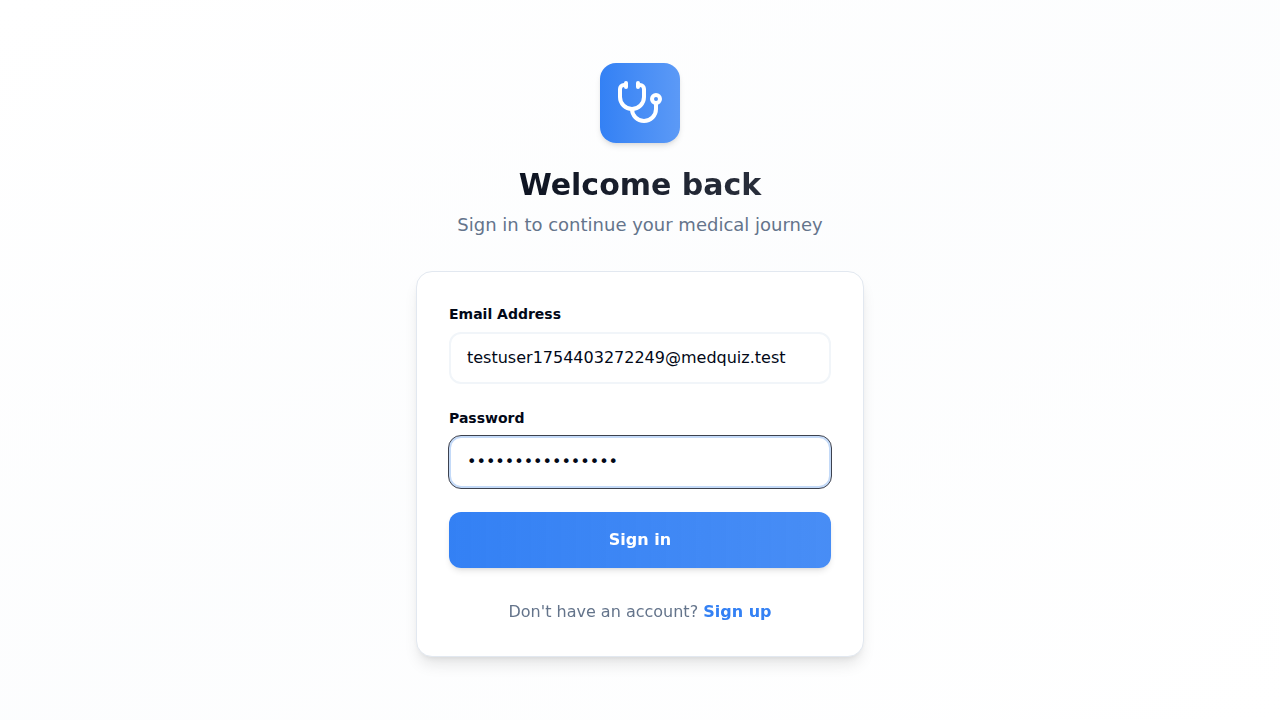 Welcome back
Sign in to continue your medical journey
Email Address
testuser1754403272249@medquiz.test
Password
••••••••••••••••
Sign in
Don't have an account? Sign up